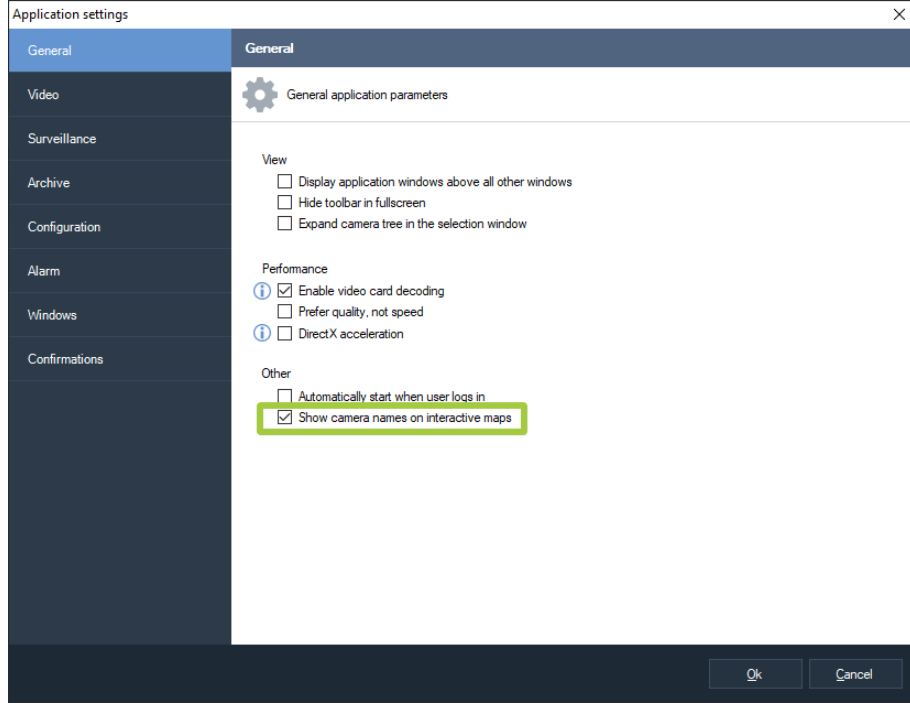 Application settings
General
Video
Surveillance
Archive
Configuration
Alarm
Windows
Confirmations
General
General application parameters
View
Display application windows above all other windows
Hide toolbar in fullscreen
Expand camera tree in the selection window
Performance
Enable video card decoding
Prefer quality, not speed
DirectX acceleration
Other
Automatically start when user logs in
Show camera names on interactive maps
Ok
Cancel